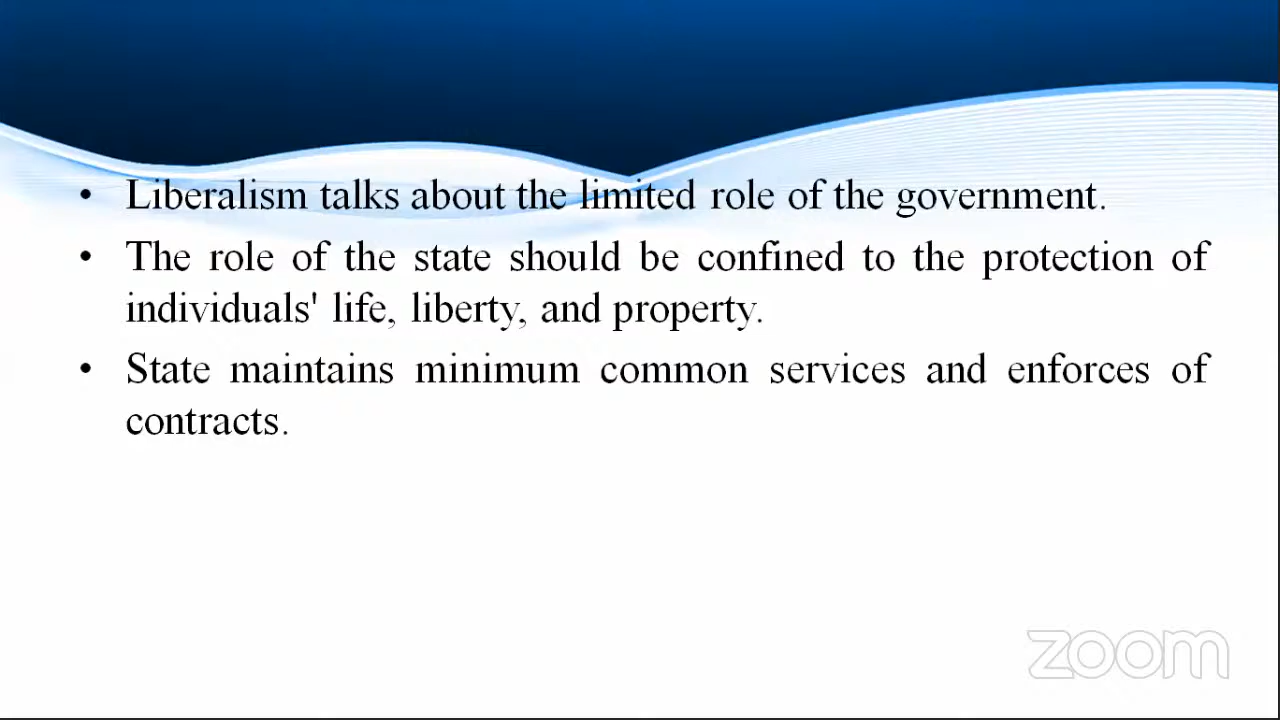 • Liberalism talks about the limited role of the government.
• The role of the state should be confined to the protection of
individuals' life, liberty, and property.
• State maintains minimum common services and enforces of
contracts.
zoom